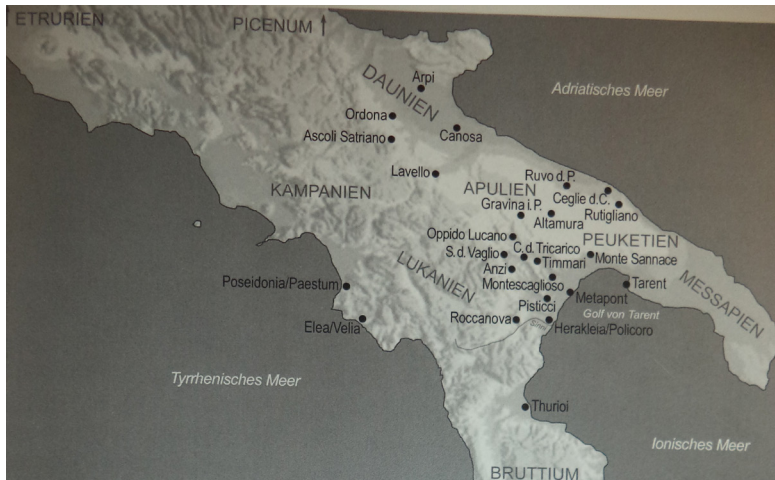 ETRURIEN
PICENUM
DAUNIEN
Arpi
Adriatisches Meer
Ordona
Ascoli Satriano
Canosa
Lavello
KAMPANIEN
APULIEN
Ruvo d. P.
Ceglie d.C.
Gravina i. P.
Altamura
Rutigliano
Oppido Lucano
PEUKETIEN
S. d. Vaglio
C. d. Tricarico
Timmari
Monte Sannace
LUKANIEN
Anzi
Montescaglioso
MESSAPIEN
Poseidonia/Paestum
Metapont
Tarent
Pisticci
Golf von Tarent
Elea/Velia
Roccanova
Herakleia/Policoro
Tyrrhenisches Meer
Thurioi
Ionisches Meer
BRUTTIUM